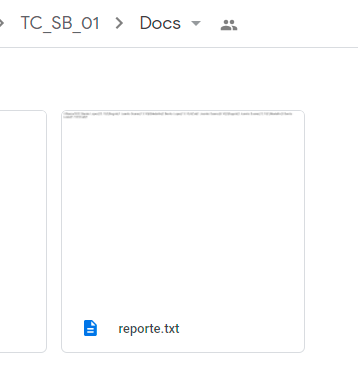 TC_SB_01 > Docs
reporte.txt